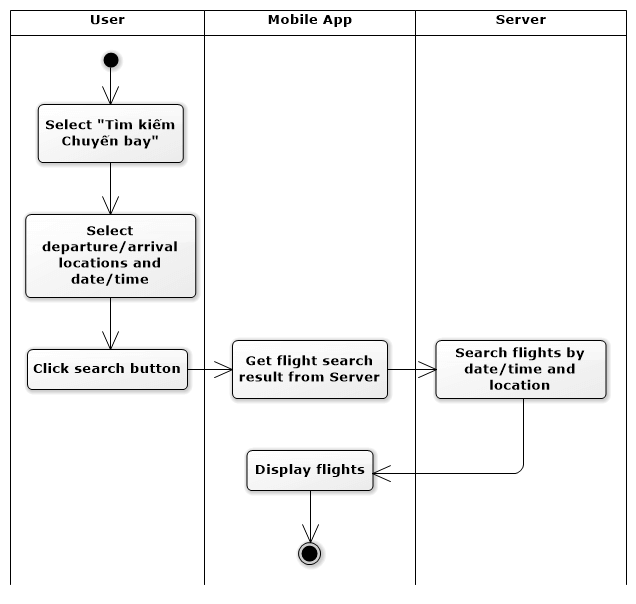 User
Mobile App
Server
Select "Tìm kiếm
Chuyến bay"
Select
departure/arrival
locations and
date/time
Click search button
Get flight search
result from Server
Search flights by
date/time and
location
Display flights